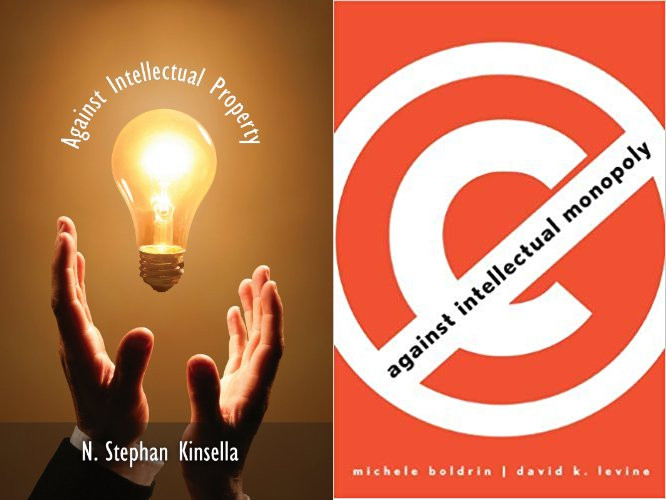 Against Intellectual Property
N. Stephan Kinsella
C
against intellectual monopoly
michele boldrin | david k. levine